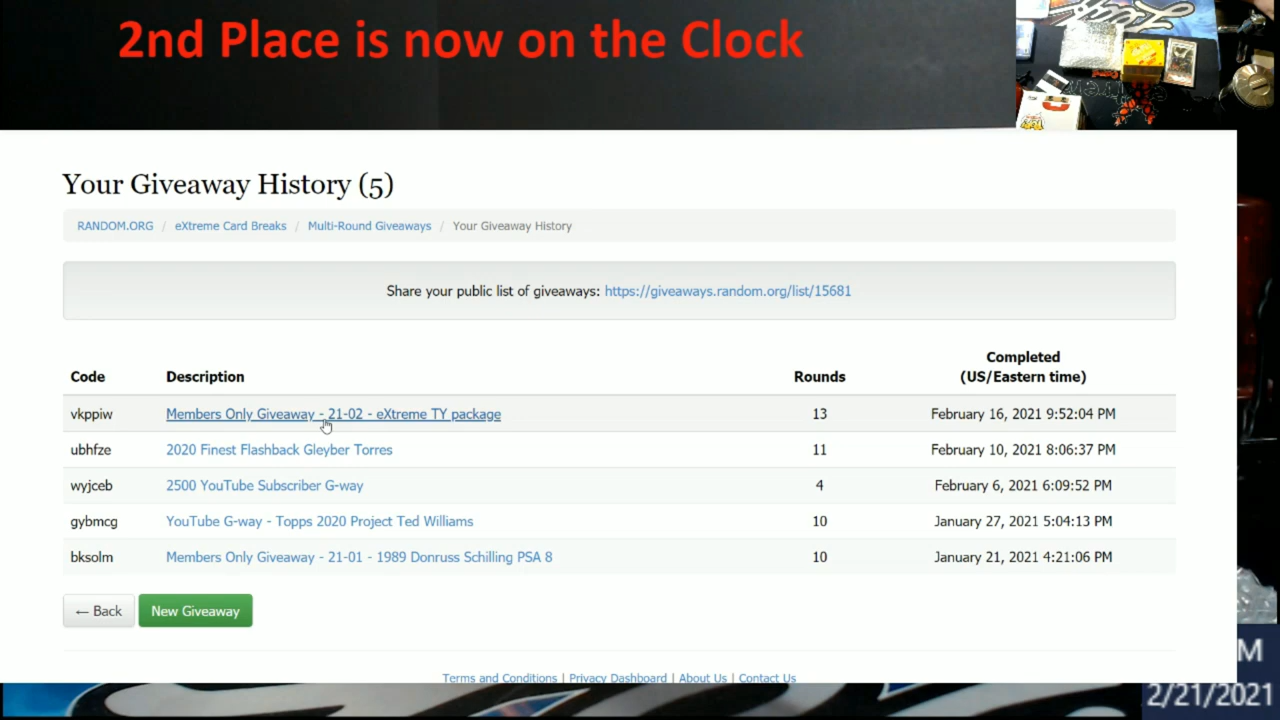 2nd Place is now on the Clock
Your Giveaway History (5)
RANDOM.ORG / eXtreme Card Breaks / Multi-Round Giveaways / Your Giveaway History
Share your public list of giveaways: https://giveaways.random.org/list/15681
Code Description Rounds Completed (US/Eastern time)
vkppiw Members Only Giveaway - 21-02 - eXtreme TY package 13 February 16, 2021 9:52:04 PM
ubhfze 2020 Finest Flashback Gleyber Torres 11 February 10, 2021 8:06:37 PM
wyjceb 2500 YouTube Subscriber G-way 4 February 6, 2021 6:09:52 PM
gybmcg YouTube G-way - Topps 2020 Project Ted Williams 10 January 27, 2021 5:04:13 PM
bksolm Members Only Giveaway - 21-01 - 1989 Donruss Schilling PSA 8 10 January 21, 2021 4:21:06 PM
← Back New Giveaway
Terms and Conditions | Privacy Dashboard | About Us | Contact Us
M
2/21/2021